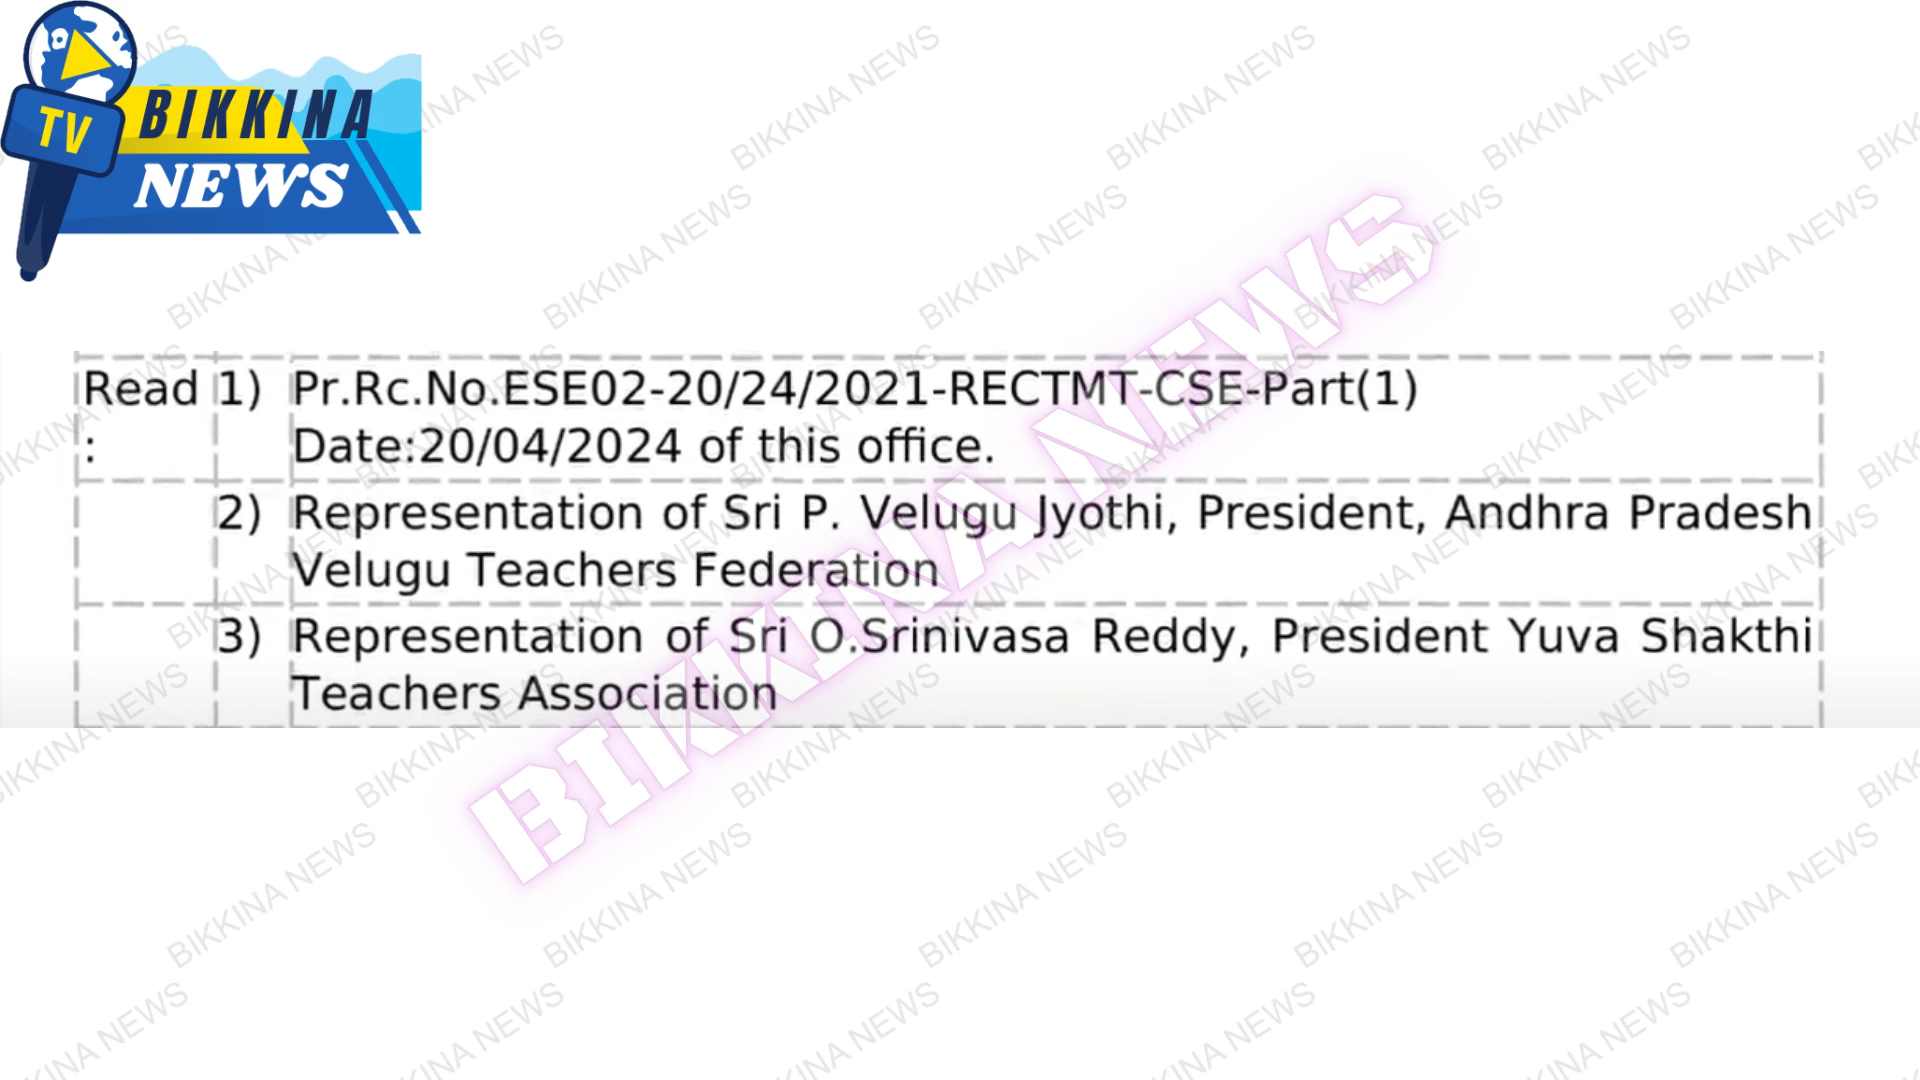 TV
BIKKINA
NEWS
Read 1) Pr.Rc.No.ESE02-20/24/2021-RECTMT-CSE-Part(1)
: Date:20/04/2024 of this office.
2) Representation of Sri P. Velugu Jyothi, President, Andhra Pradesh
Velugu Teachers Federation
3) Representation of Sri O.Srinivasa Reddy, President Yuva Shakthi
Teachers Association
BIKKINA NEWS